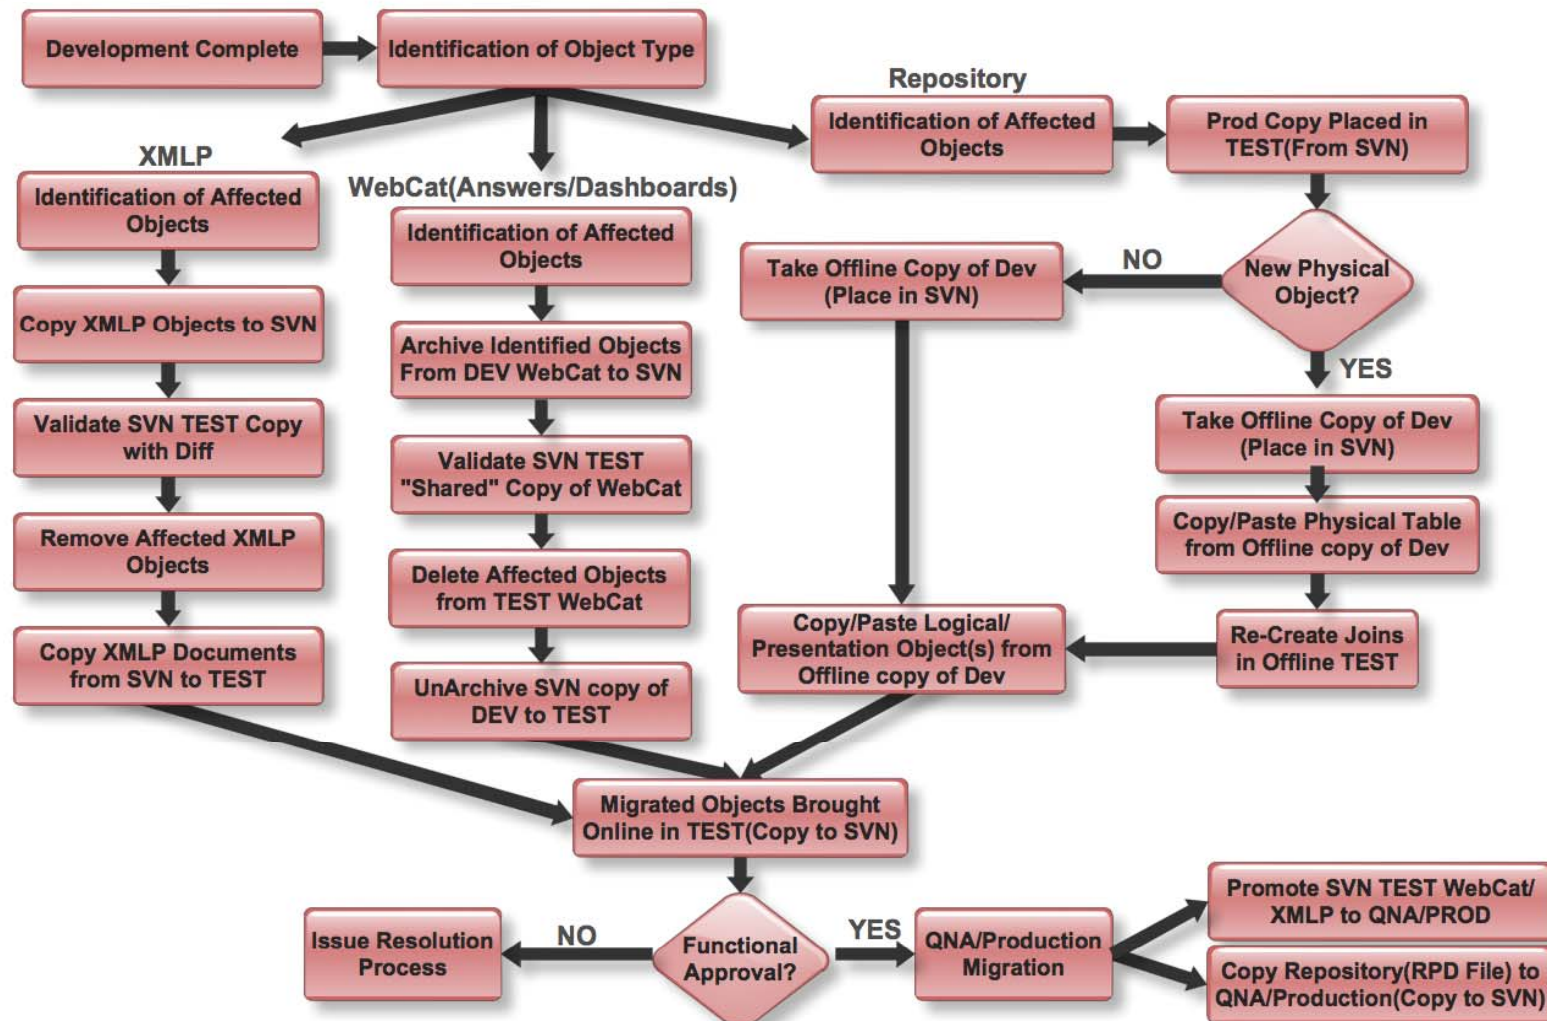 Development Complete
Identification of Object Type
XMLP
Identification of Affected
Objects
Copy XMLP Objects to SVN
Validate SVN TEST Copy
with Diff
Remove Affected XMLP
Objects
Copy XMLP Documents
from SVN to TEST
WebCat(Answers/Dashboards)
Identification of Affected
Objects
Archive Identified Objects
From DEV WebCat to SVN
Validate SVN TEST
"Shared" Copy of WebCat
Delete Affected Objects
from TEST WebCat
UnArchive SVN copy of
DEV to TEST
Repository
Identification of Affected
Objects
Prod Copy Placed in
TEST(From SVN)
New Physical
Object?
NO
Take Offline Copy of Dev
(Place in SVN)
YES
Take Offline Copy of Dev
(Place in SVN)
Copy/Paste Physical Table
from Offline copy of Dev
Re-Create Joins
in Offline TEST
Copy/Paste Logical/
Presentation Object(s) from
Offline copy of Dev
Migrated Objects Brought
Online in TEST(Copy to SVN)
Functional
Approval?
NO
Issue Resolution
Process
YES
QNA/Production
Migration
Promote SVN TEST WebCat/
XMLP to QNA/PROD
Copy Repository(RPD File) to
QNA/Production(Copy to SVN)